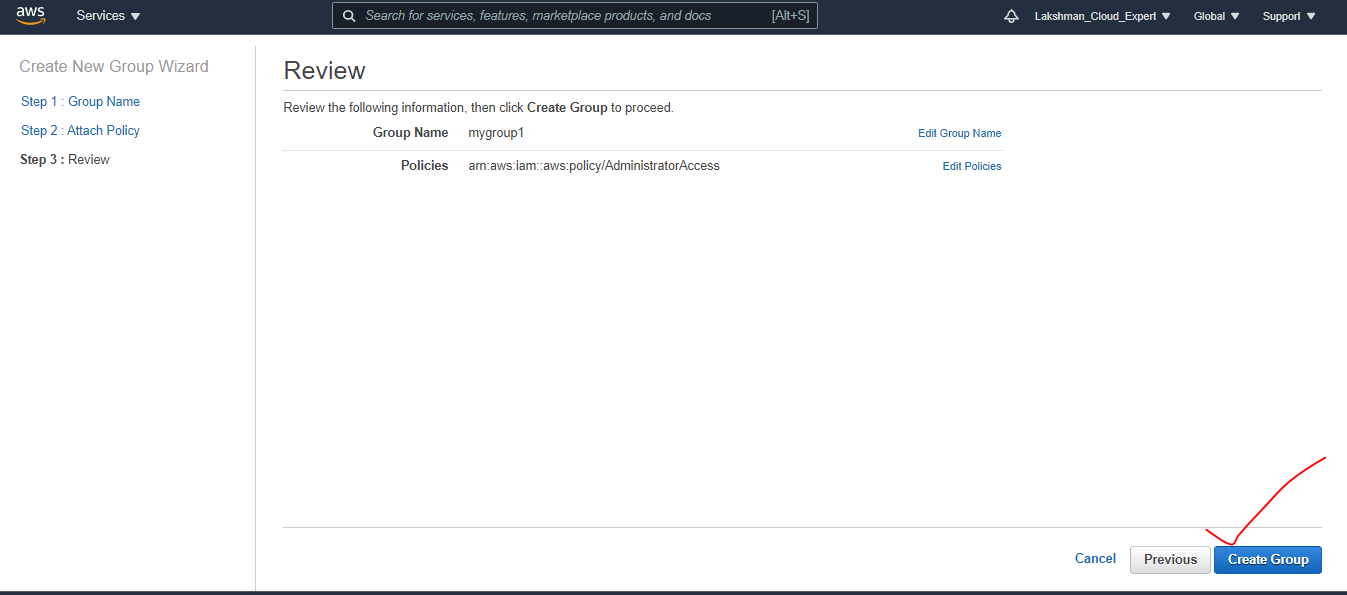 aws Services Search for services, features, marketplace products, and docs [Alt+S] Lakshman_Cloud_Expert Global Support
Create New Group Wizard
Step 1 : Group Name
Step 2 : Attach Policy
Step 3 : Review
Review
Review the following information, then click Create Group to proceed.
Group Name mygroup1 Edit Group Name
Policies arn:aws:iam::aws:policy/AdministratorAccess Edit Policies
Cancel Previous Create Group